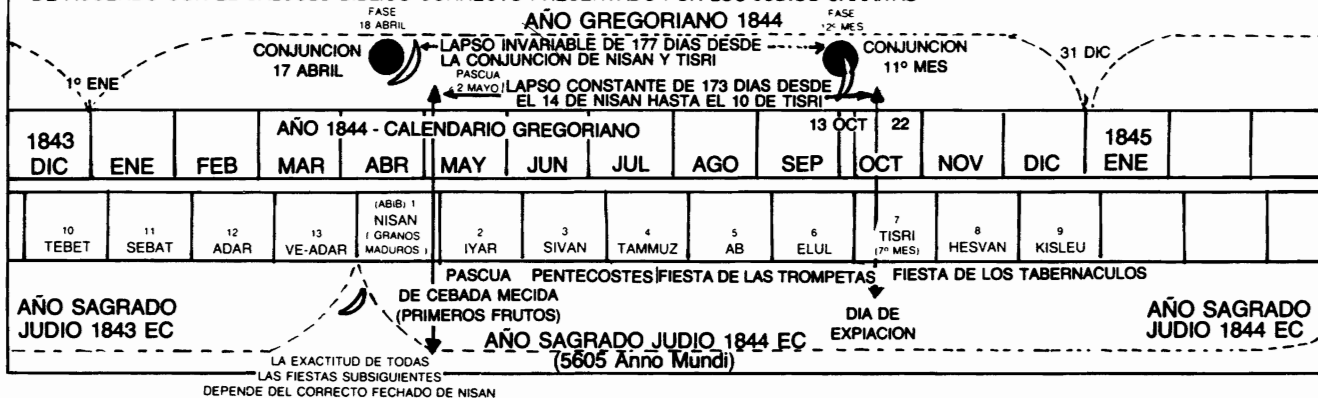 AÑO GREGORIANO 1844
FASE
18 ABRIL
CONJUNCION
17 ABRIL
LAPSO INVARIABLE DE 177 DIAS DESDE
LA CONJUNCION DE NISAN Y TISRI
FASE
12º MES
CONJUNCION
11º MES
1º ENE
31 DIC
PASCUA
2 MAYO
LAPSO CONSTANTE DE 173 DIAS DESDE
EL 14 DE NISAN HASTA EL 10 DE TISRI
AÑO 1844 - CALENDARIO GREGORIANO
13 OCT 22
1843
DIC ENE FEB MAR ABR MAY JUN JUL AGO SEP OCT NOV DIC
1845
ENE
10
TEBET
11
SEBAT
12
ADAR
13
VE-ADAR
(ABIB) 1
NISAN
( GRANOS
MADUROS )
2
IYAR
3
SIVAN
4
TAMMUZ
5
AB
6
ELUL
7
TISRI
(7º MES)
8
HESVAN
9
KISLEU
PASCUA PENTECOSTES FIESTA DE LAS TROMPETAS FIESTA DE LOS TABERNACULOS
DE CEBADA MECIDA
(PRIMEROS FRUTOS)
DIA DE
EXPIACION
AÑO SAGRADO
JUDIO 1843 EC
AÑO SAGRADO JUDIO 1844 EC
(5605 Anno Mundi)
AÑO SAGRADO
JUDIO 1844 EC
LA EXACTITUD DE TODAS
LAS FIESTAS SUBSIGUIENTES
DEPENDE DEL CORRECTO FECHADO DE NISAN